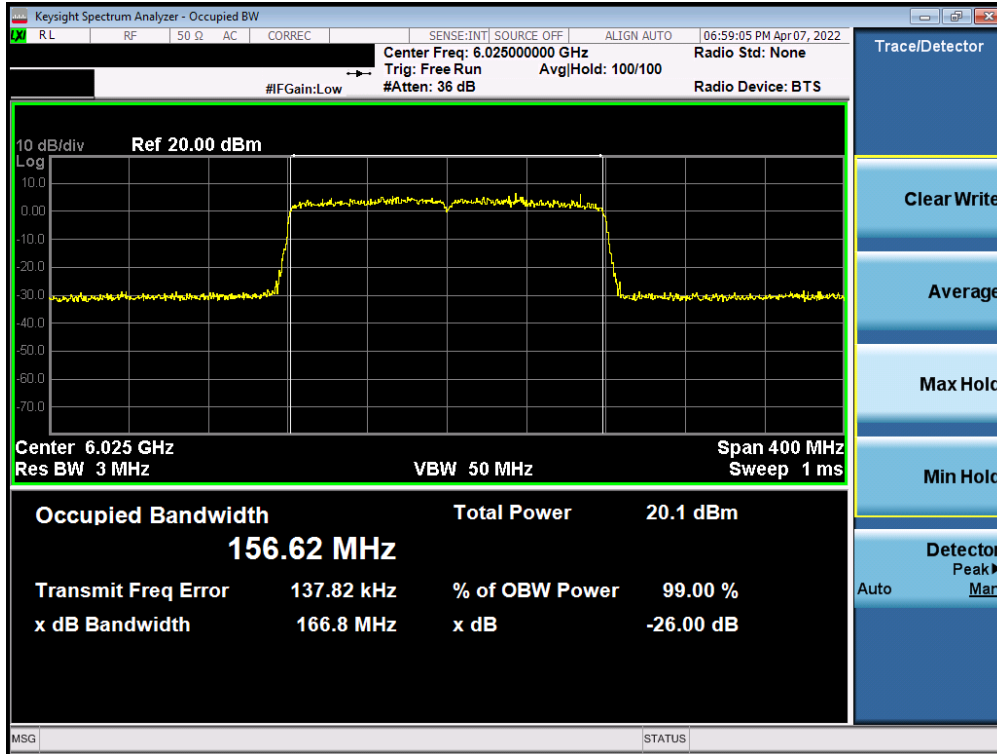 Keysight Spectrum Analyzer - Occupied BW
LXI RL RF 50 Ω AC CORREC SENSE:INT SOURCE OFF ALIGN AUTO 06:59:05 PM Apr 07, 2022
Center Freq: 6.025000000 GHz Radio Std: None
Trig: Free Run Avg|Hold: 100/100
#IFGain:Low #Atten: 36 dB Radio Device: BTS
10 dB/div Ref 20.00 dBm
Log
10.0
0.00
-10.0
-20.0
-30.0
-40.0
-50.0
-60.0
-70.0
Center 6.025 GHz Span 400 MHz
Res BW 3 MHz VBW 50 MHz Sweep 1 ms
Occupied Bandwidth Total Power 20.1 dBm
156.62 MHz
Transmit Freq Error 137.82 kHz % of OBW Power 99.00 %
x dB Bandwidth 166.8 MHz x dB -26.00 dB
Trace/Detector
Clear Write
Average
Max Hold
Min Hold
Detector
Peak▶
Auto Man
MSG STATUS